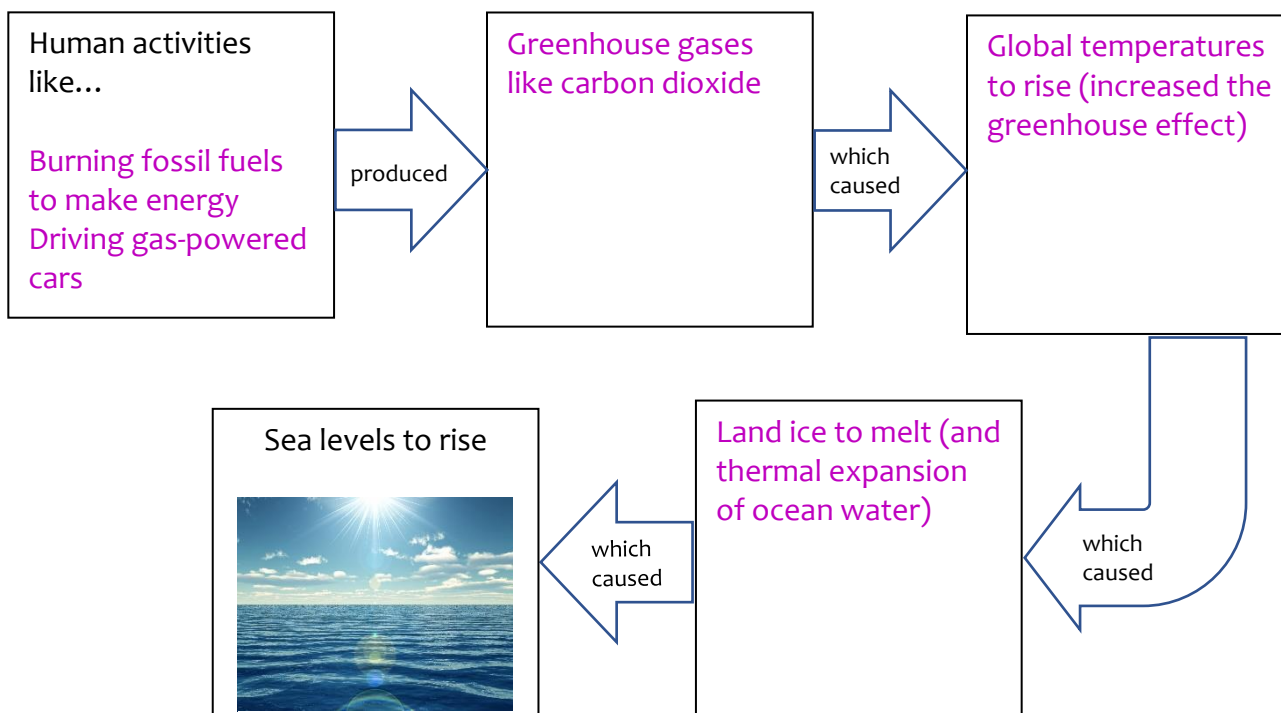 Human activities
like…
Burning fossil fuels
to make energy
Driving gas-powered
cars
produced
Greenhouse gases
like carbon dioxide
which
caused
Global temperatures
to rise (increased the
greenhouse effect)
which
caused
Land ice to melt (and
thermal expansion
of ocean water)
which
caused
Sea levels to rise